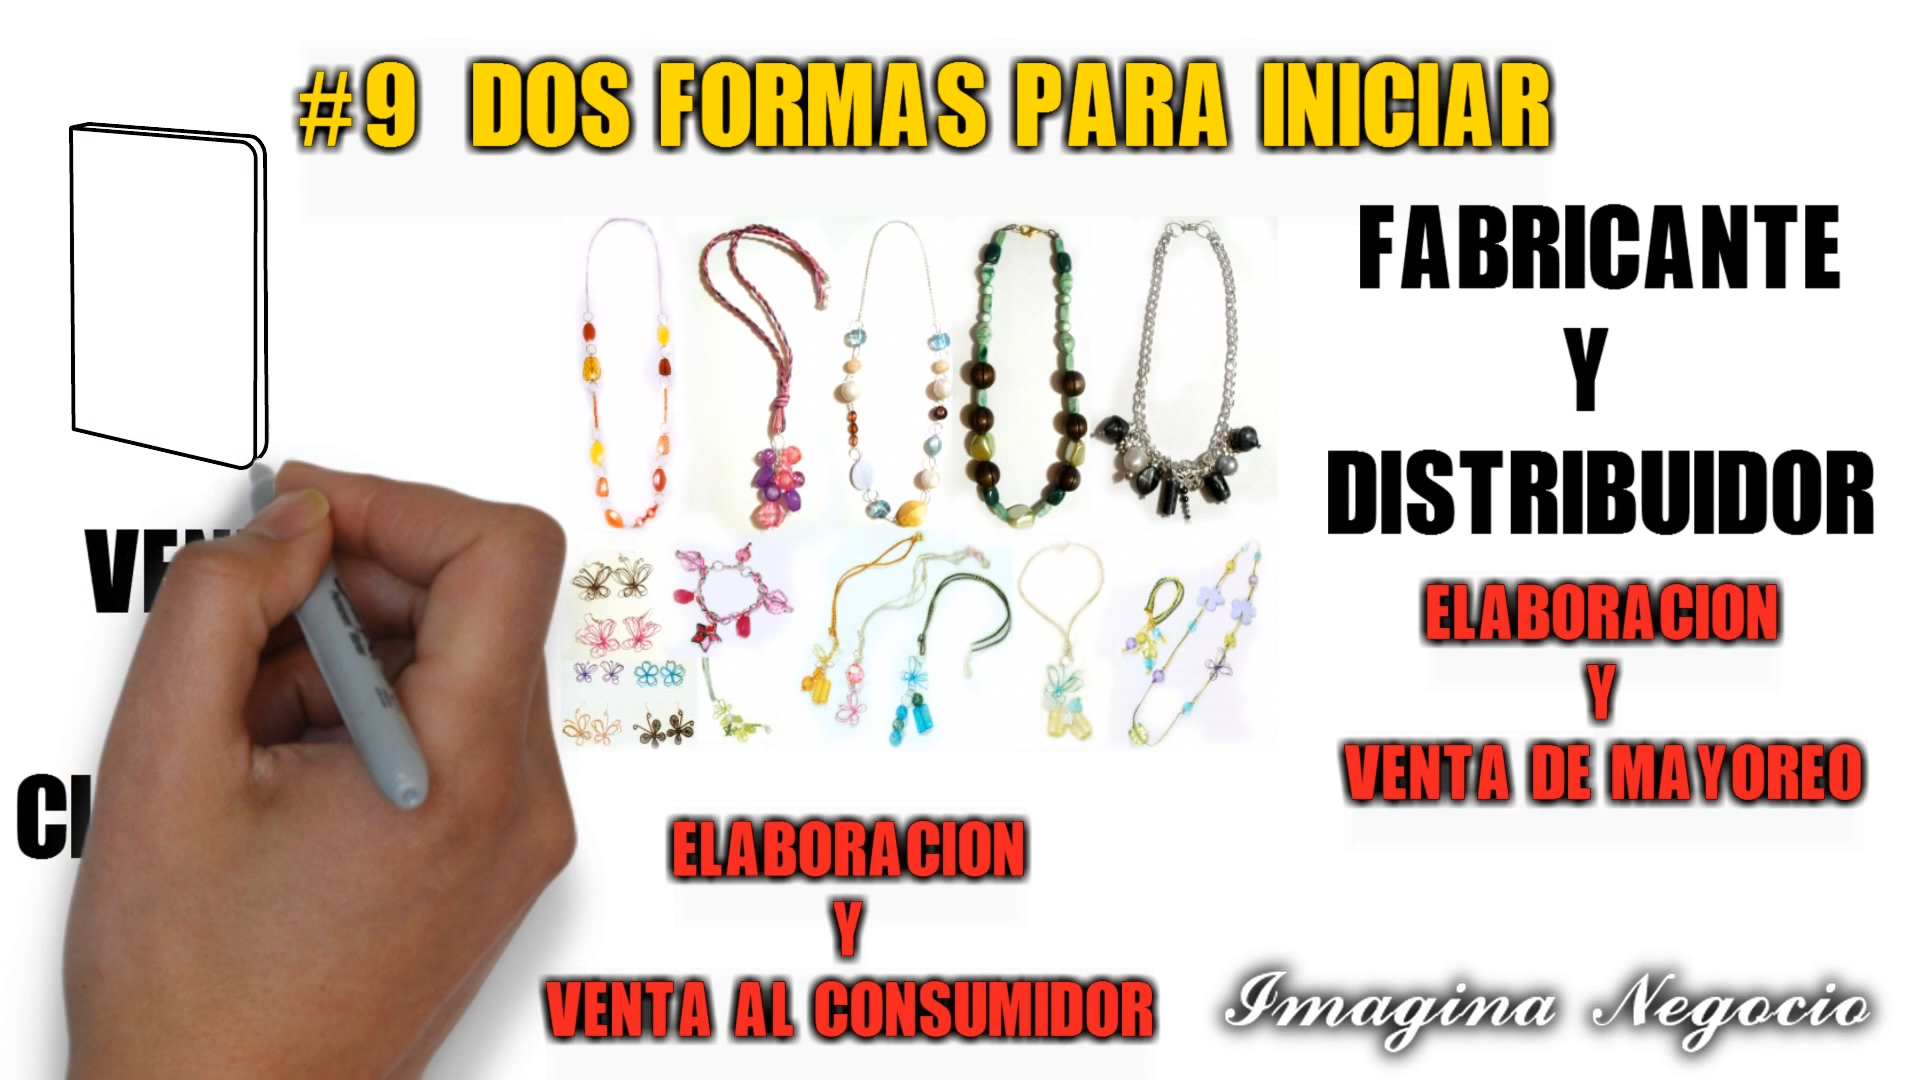 #9 DOS FORMAS PARA INICIAR
FABRICANTE
Y
DISTRIBUIDOR
ELABORACION
Y
VENTA DE MAYOREO
ELABORACION
Y
VENTA AL CONSUMIDOR
Imagina Negocio